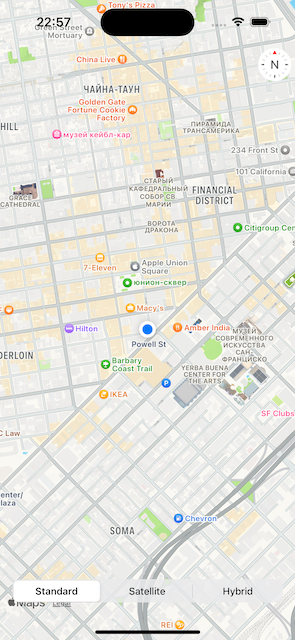 Tony's Pizza
22:57
Green Street
Mortuary
China Live
N
ЧАЙНА-ТАУН
Golden Gate
Fortune Cookie
Factory
музей кейбл-кар
ПИРАМИДА
ТРАНСАМЕРИКА
HILL
234 Front St
101 California
GRACE
CATHEDRAL
СТАРЫЙ
КАФЕДРАЛЬНЫЙ
СОБОР СВ.
МАРИИ
FINANCIAL
DISTRICT
ВОРОТА
ДРАКОНА
Citigroup Cen
7-Eleven
Apple Union
Square
юнион-сквер
Macy's
Hilton
Amber India
МУЗЕЙ
СОВРЕМЕННОГО
ИСКУССТВА
САН-
ФРАНЦИСКО
Powell St
DERLOIN
Barbary
Coast Trail
YERBA BUENA
CENTER FOR
THE ARTS
P
IKEA
SF Clubs
C Law
enter/
laza
Chevron
SOMA
Standard
Satellite
Hybrid
Maps
Legal
REI